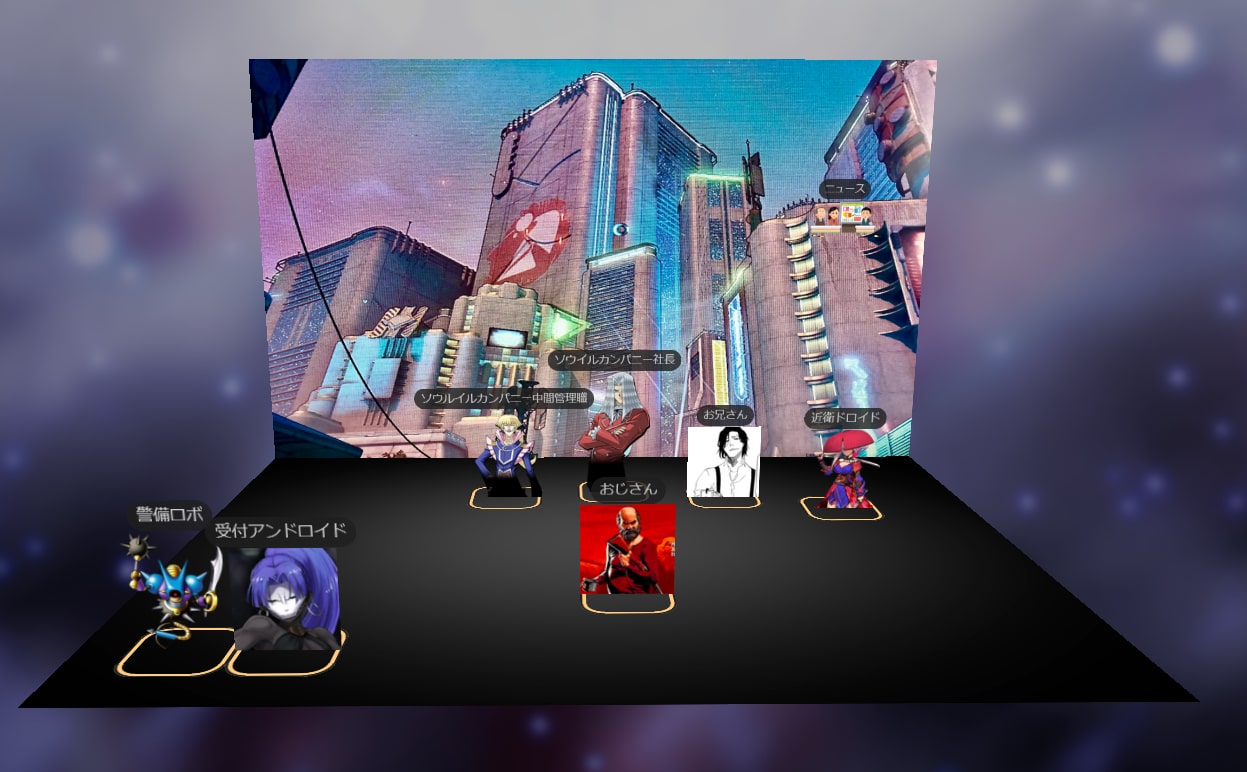 ニュース
ソウイルカンパニー社長
ソウルイルカンパニー中間管理職
お兄さん
近衛ドロイド
おじさん
警備ロボ
受付アンドロイド